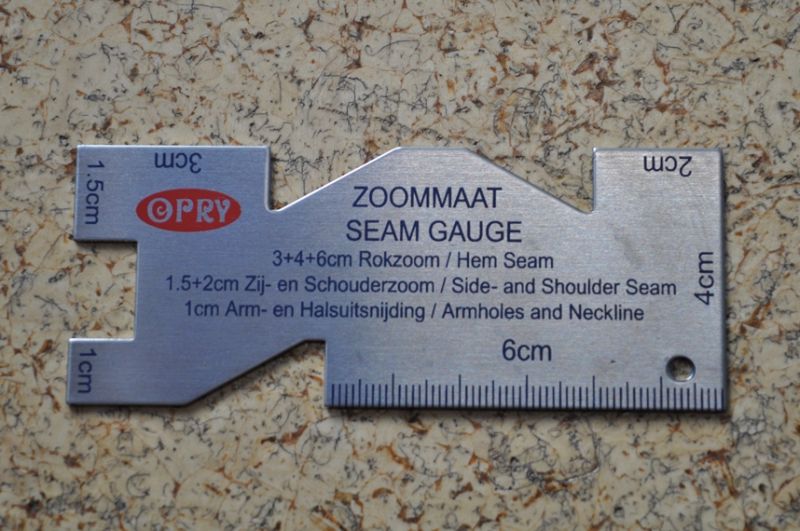 3cm
2cm
1.5cm
OPRY
ZOOMMAAT
SEAM GAUGE
3+4+6cm Rokzoom / Hem Seam
1.5+2cm Zij- en Schouderzoom / Side- and Shoulder Seam
1cm Arm- en Halsuitsnijding / Armholes and Neckline
4cm
6cm
1cm